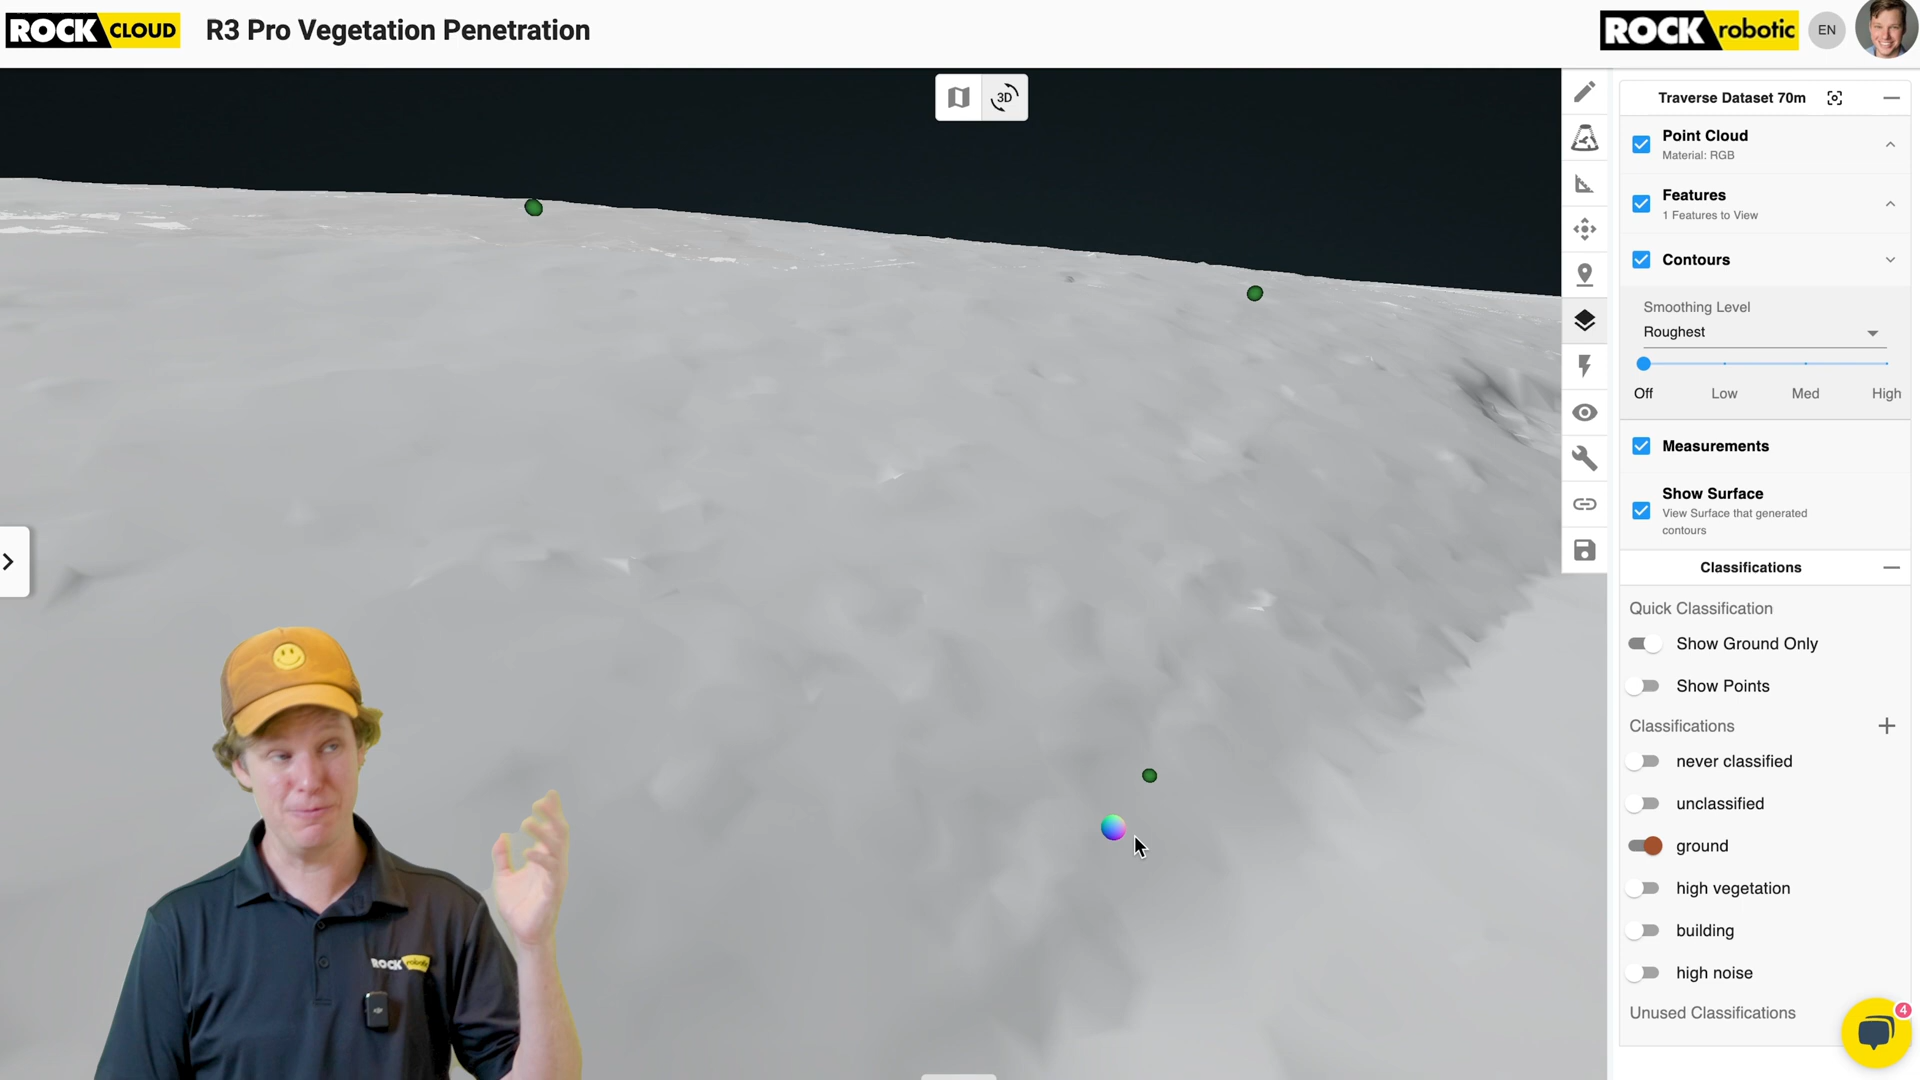 ROCK CLOUD
R3 Pro Vegetation Penetration
ROCK robotic
EN
3D
Traverse Dataset 70m
Point Cloud
Material: RGB
Features
1 Features to View
Contours
Smoothing Level
Roughest
Off Low Med High
Measurements
Show Surface
View Surface that generated
contours
Classifications
Quick Classification
Show Ground Only
Show Points
Classifications
never classified
unclassified
ground
high vegetation
building
high noise
Unused Classifications
4
ROCK robotic